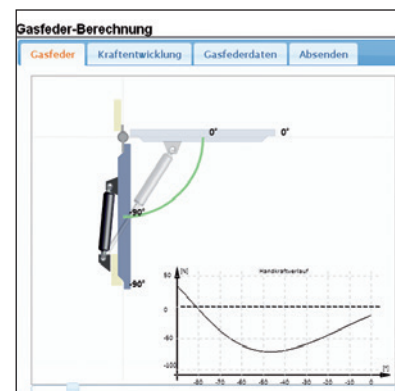 Gasfeder-Berechnung
Gasfeder Kraftentwicklung Gasfederdaten Absenden
0° 0°
-90°
-90°
[N] Handkraftverlauf
50
0
-50
-100
-80 -70 -60 -50 -40 -30 -20 -10 0